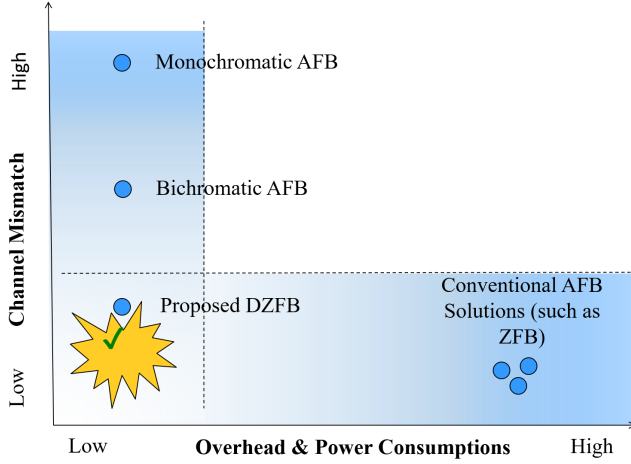 High
Monochromatic AFB
Bichromatic AFB
Channel Mismatch
Proposed DZFB
Conventional AFB
Solutions (such as
ZFB)
Low
Low
Overhead & Power Consumptions
High